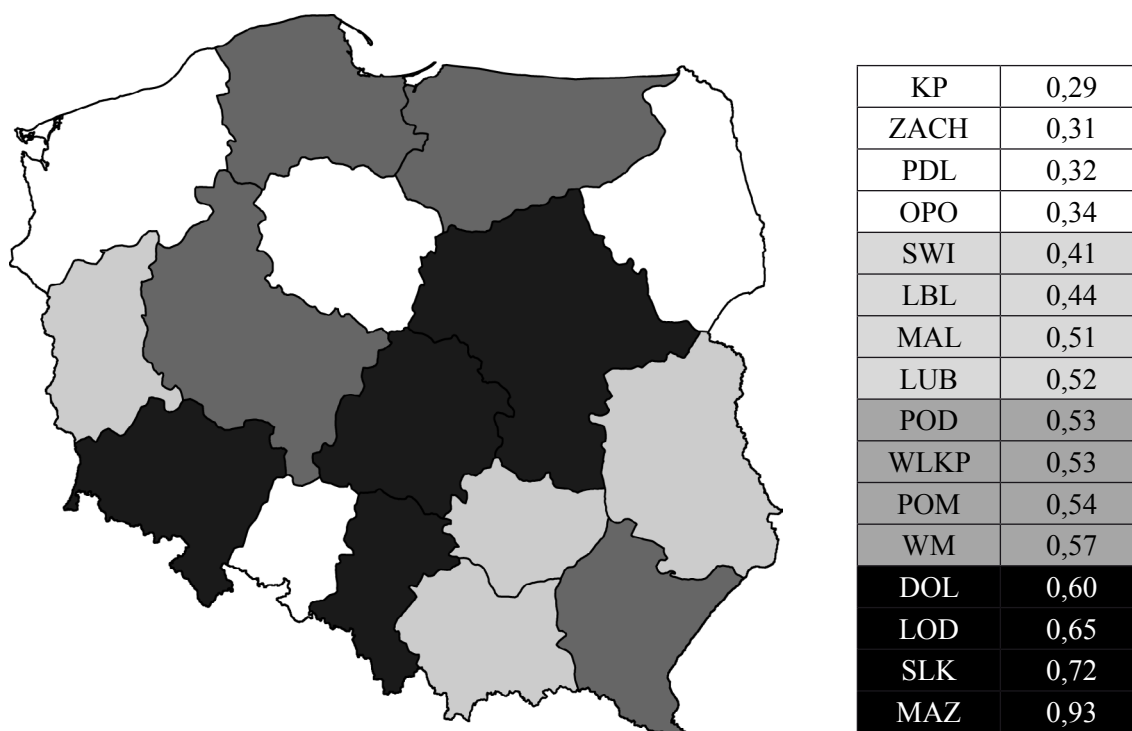 KP 0,29
ZACH 0,31
PDL 0,32
OPO 0,34
SWI 0,41
LBL 0,44
MAL 0,51
LUB 0,52
POD 0,53
WLKP 0,53
POM 0,54
WM 0,57
DOL 0,60
LOD 0,65
SLK 0,72
MAZ 0,93